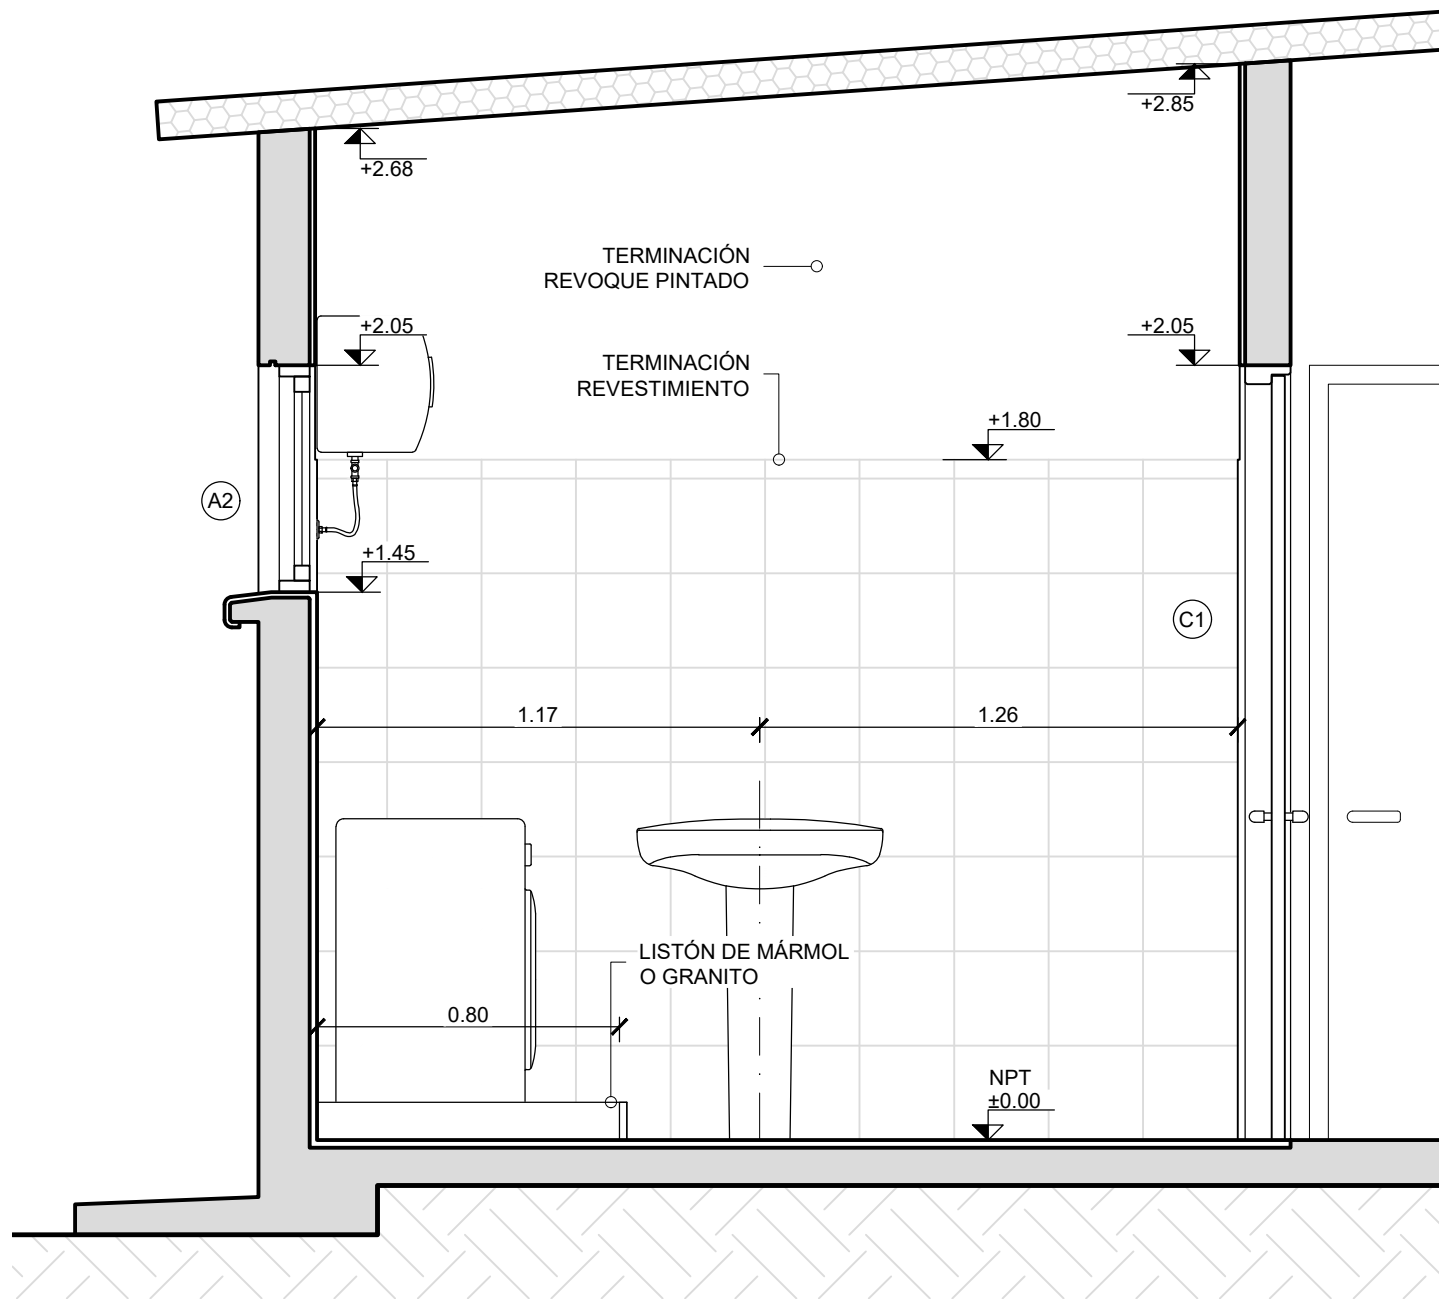 +2.85
+2.68
TERMINACIÓN
REVOQUE PINTADO
+2.05
+2.05
TERMINACIÓN
REVESTIMIENTO
+1.80
A2
+1.45
C1
1.17
1.26
LISTÓN DE MÁRMOL
O GRANITO
0.80
NPT
±0.00